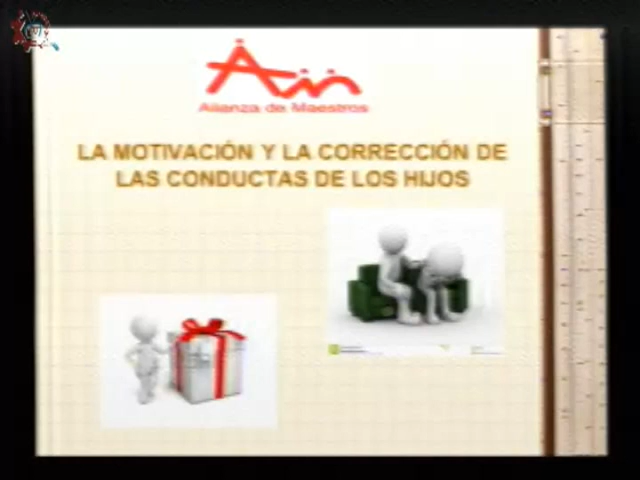 Alianza de Maestros
LA MOTIVACIÓN Y LA CORRECCIÓN DE
LAS CONDUCTAS DE LOS HIJOS